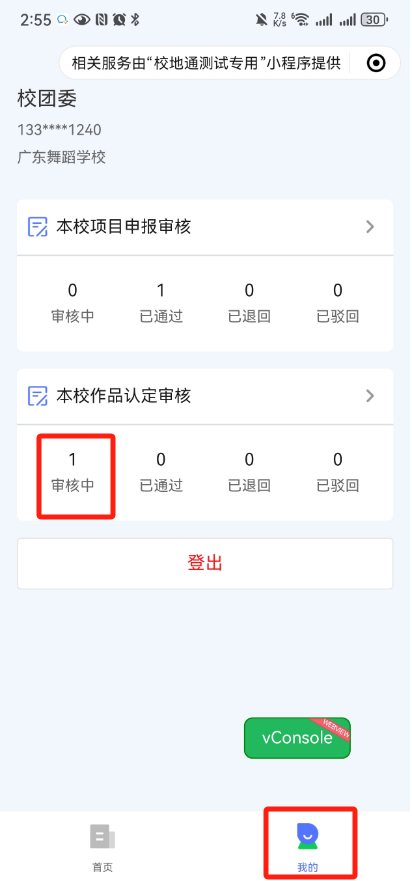 2:55 7.8 K/s 6 30
相关服务由“校地通测试专用”小程序提供
校团委
133****1240
广东舞蹈学校
本校项目申报审核
0 1 0 0
审核中 已通过 已退回 已驳回
本校作品认定审核
1 0 0 0
审核中 已通过 已退回 已驳回
登出
vConsole WEBVIEW
首页 我的